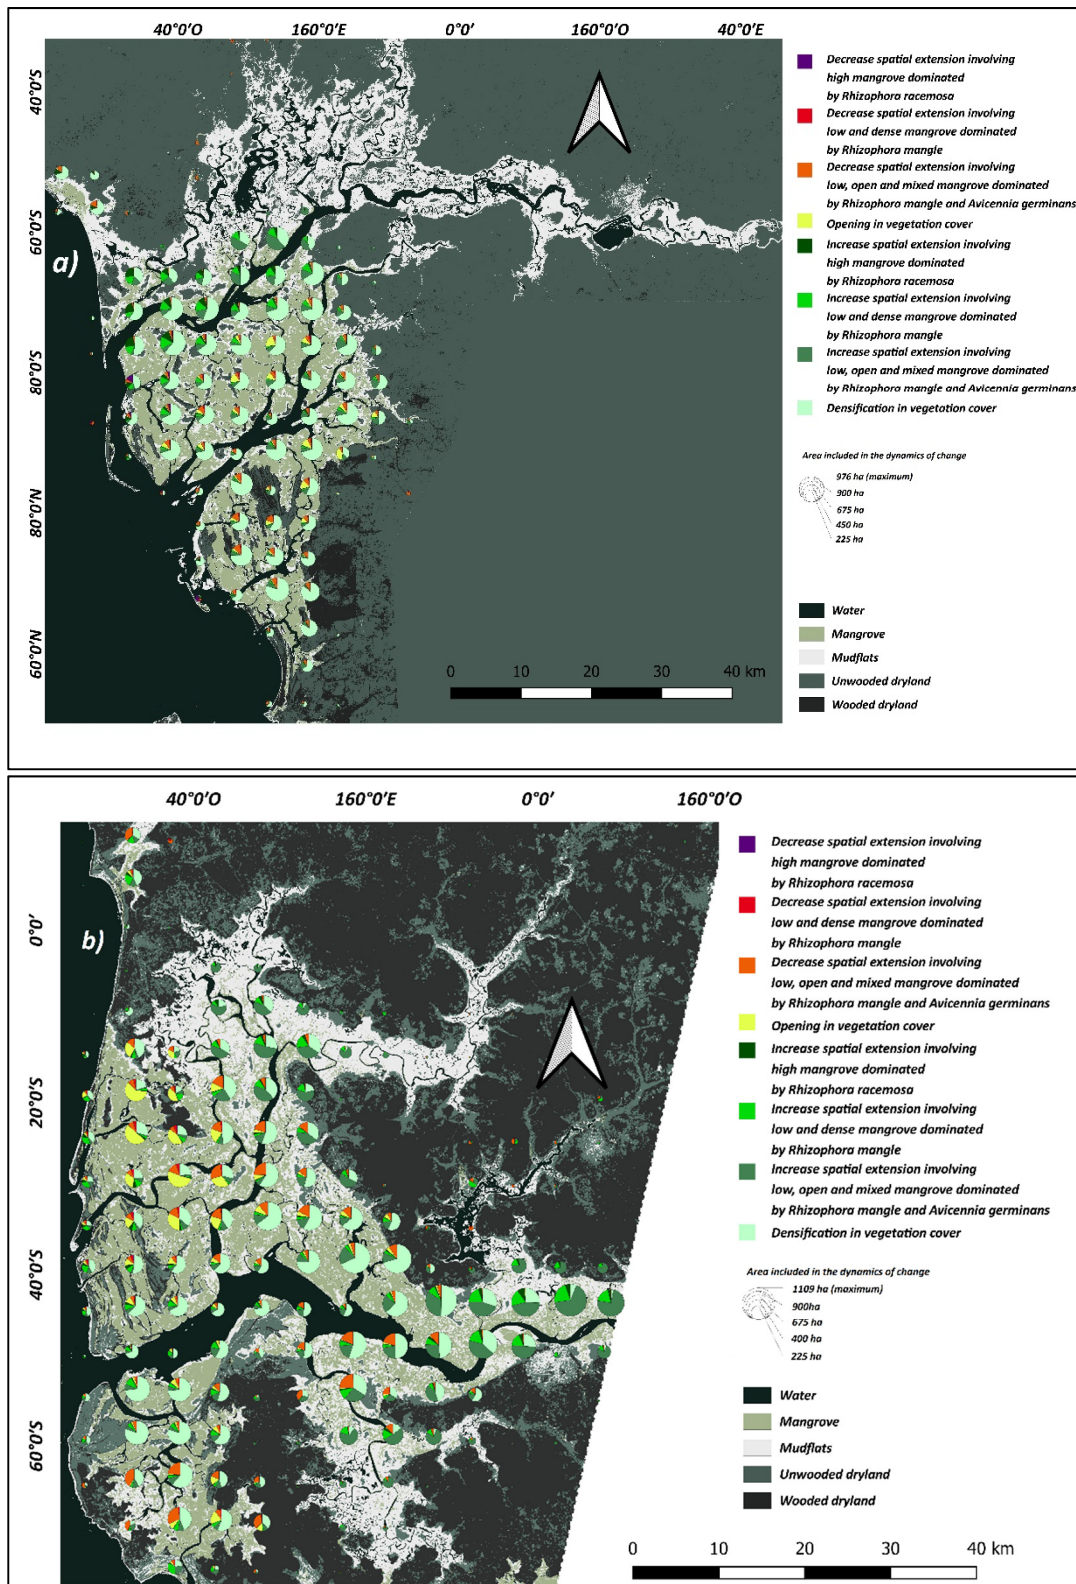 40°0'O 160°0'E 0°0' 160°0'O 40°0'E
40°0'S
60°0'S
80°0'S
80°0'N
60°0'N
a)
Decrease spatial extension involving
high mangrove dominated
by Rhizophora racemosa
Decrease spatial extension involving
low and dense mangrove dominated
by Rhizophora mangle
Decrease spatial extension involving
low, open and mixed mangrove dominated
by Rhizophora mangle and Avicennia germinans
Opening in vegetation cover
Increase spatial extension involving
high mangrove dominated
by Rhizophora racemosa
Increase spatial extension involving
low and dense mangrove dominated
by Rhizophora mangle
Increase spatial extension involving
low, open and mixed mangrove dominated
by Rhizophora mangle and Avicennia germinans
Densification in vegetation cover
Area included in the dynamics of change
976 ha (maximum)
900 ha
675 ha
450 ha
225 ha
Water
Mangrove
Mudflats
Unwooded dryland
Wooded dryland
0 10 20 30 40 km
40°0'O 160°0'E 0°0' 160°0'O
0°0'
20°0'S
40°0'S
60°0'S
b)
Decrease spatial extension involving
high mangrove dominated
by Rhizophora racemosa
Decrease spatial extension involving
low and dense mangrove dominated
by Rhizophora mangle
Decrease spatial extension involving
low, open and mixed mangrove dominated
by Rhizophora mangle and Avicennia germinans
Opening in vegetation cover
Increase spatial extension involving
high mangrove dominated
by Rhizophora racemosa
Increase spatial extension involving
low and dense mangrove dominated
by Rhizophora mangle
Increase spatial extension involving
low, open and mixed mangrove dominated
by Rhizophora mangle and Avicennia germinans
Densification in vegetation cover
Area included in the dynamics of change
1109 ha (maximum)
900ha
675 ha
400 ha
225 ha
Water
Mangrove
Mudflats
Unwooded dryland
Wooded dryland
0 10 20 30 40 km